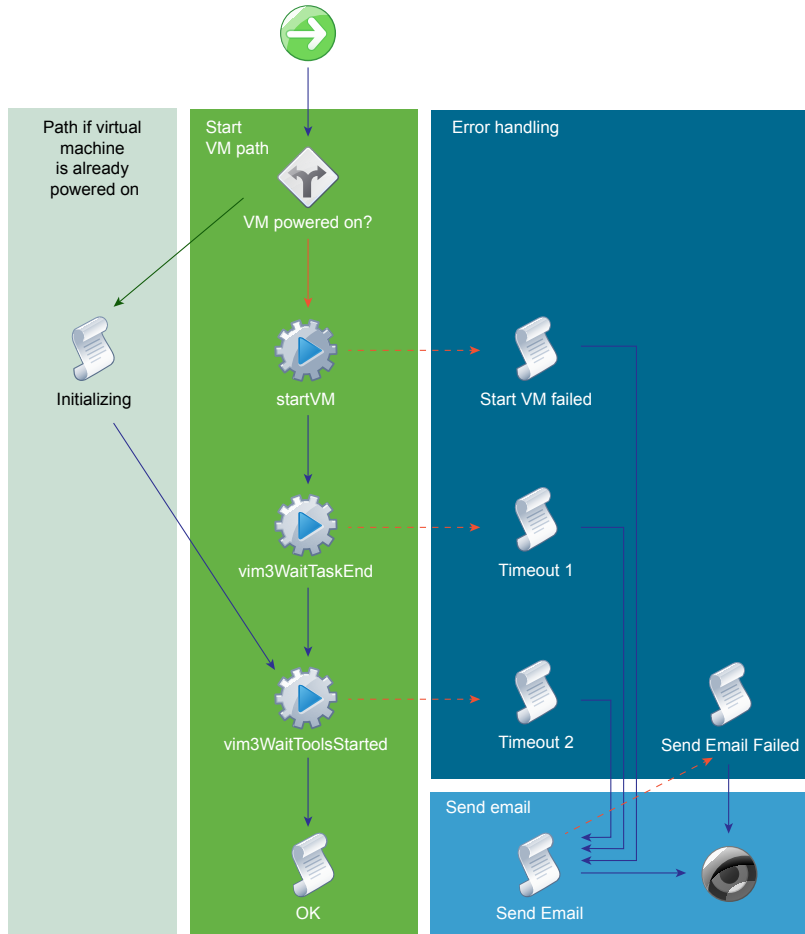 Path if virtual
machine
is already
powered on
Start
VM path
Error handling
VM powered on?
Initializing
startVM
Start VM failed
vim3WaitTaskEnd
Timeout 1
vim3WaitToolsStarted
Timeout 2
Send Email Failed
Send email
OK
Send Email